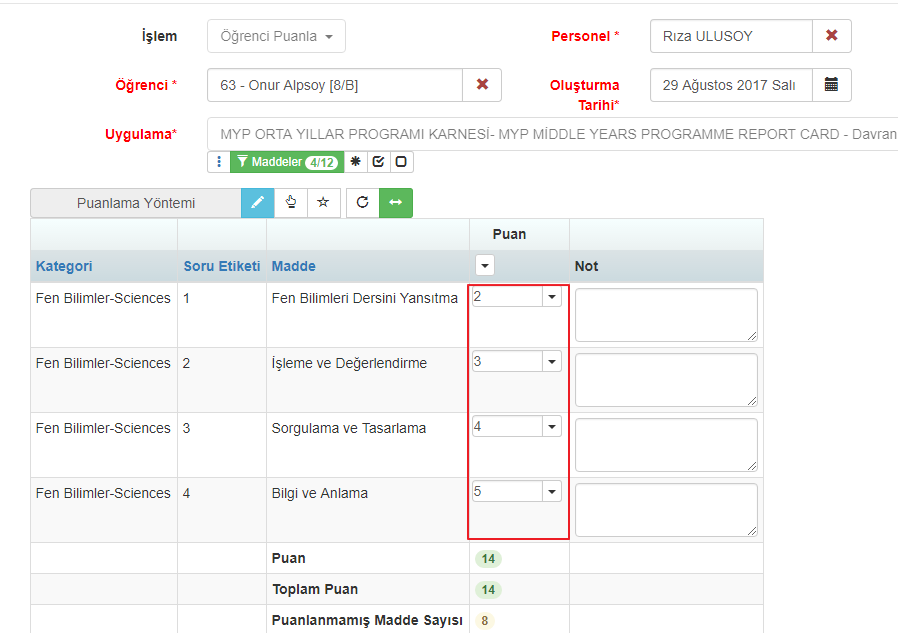 İşlem Öğrenci Puanla Personel * Rıza ULUSOY
Öğrenci * 63 - Onur Alpsoy [8/B] Oluşturma Tarihi* 29 Ağustos 2017 Salı
Uygulama* MYP ORTA YILLAR PROGRAMI KARNESİ- MYP MİDDLE YEARS PROGRAMME REPORT CARD - Davran
Maddeler 4/12
Puanlama Yöntemi
Puan
Kategori Soru Etiketi Madde Not
Fen Bilimler-Sciences 1 Fen Bilimleri Dersini Yansıtma 2
Fen Bilimler-Sciences 2 İşleme ve Değerlendirme 3
Fen Bilimler-Sciences 3 Sorgulama ve Tasarlama 4
Fen Bilimler-Sciences 4 Bilgi ve Anlama 5
Puan 14
Toplam Puan 14
Puanlanmamış Madde Sayısı 8